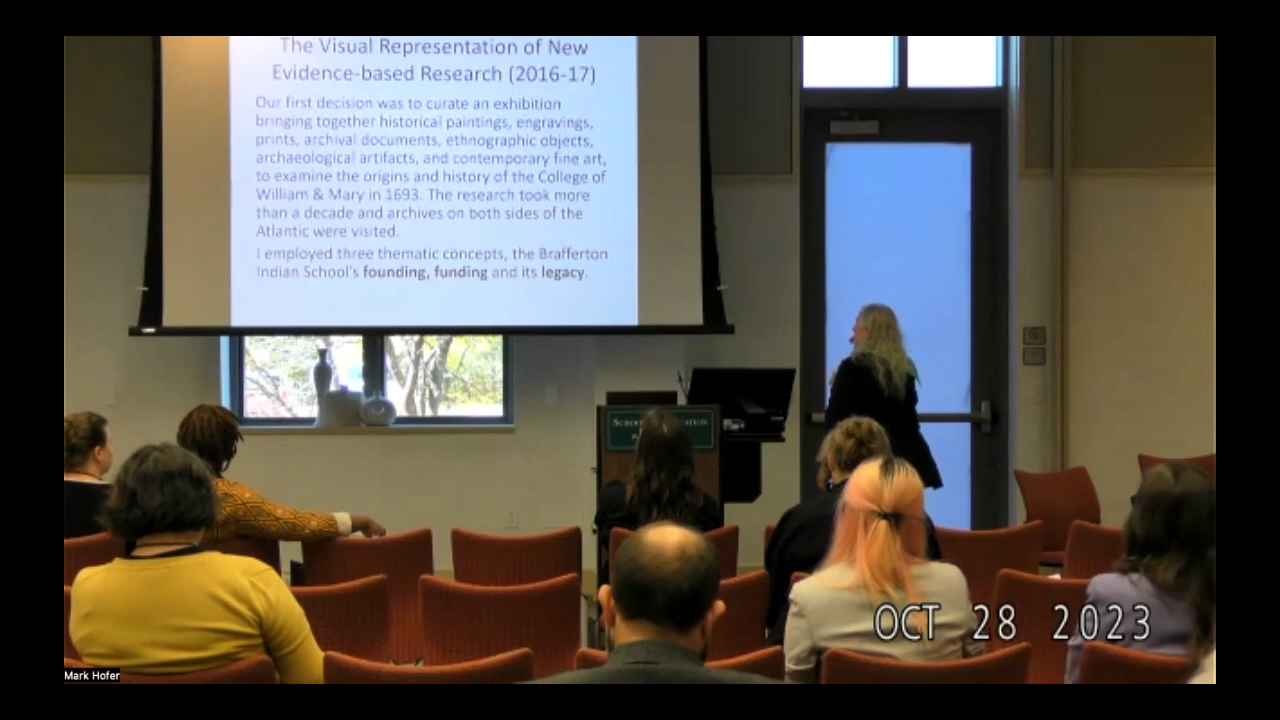 The Visual Representation of New
Evidence-based Research (2016-17)
Our first decision was to curate an exhibition
bringing together historical paintings, engravings,
prints, archival documents, ethnographic objects,
archaeological artifacts, and contemporary fine art,
to examine the origins and history of the College of
William & Mary in 1693. The research took more
than a decade and archives on both sides of the
Atlantic were visited.
I employed three thematic concepts, the Brafferton
Indian School's founding, funding and its legacy.
OCT 28 2023
Mark Hofer